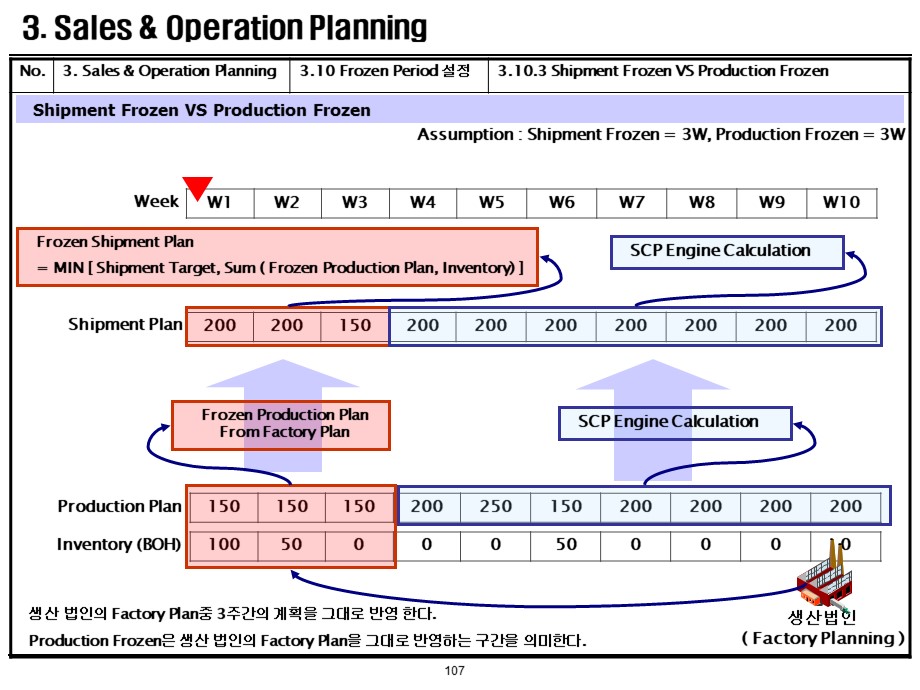 3. Sales & Operation Planning
No. 3. Sales & Operation Planning 3.10 Frozen Period 설정 3.10.3 Shipment Frozen VS Production Frozen
Shipment Frozen VS Production Frozen
Assumption : Shipment Frozen = 3W, Production Frozen = 3W
Week W1 W2 W3 W4 W5 W6 W7 W8 W9 W10
Frozen Shipment Plan
= MIN [ Shipment Target, Sum ( Frozen Production Plan, Inventory) ]
SCP Engine Calculation
Shipment Plan 200 200 150 200 200 200 200 200 200 200
Frozen Production Plan
From Factory Plan
SCP Engine Calculation
Production Plan 150 150 150 200 250 150 200 200 200 200
Inventory (BOH) 100 50 0 0 0 50 0 0 0
생산 법인의 Factory Plan중 3주간의 계획을 그대로 반영 한다.
Production Frozen은 생산 법인의 Factory Plan을 그대로 반영하는 구간을 의미한다.
생산법인
( Factory Planning )
107